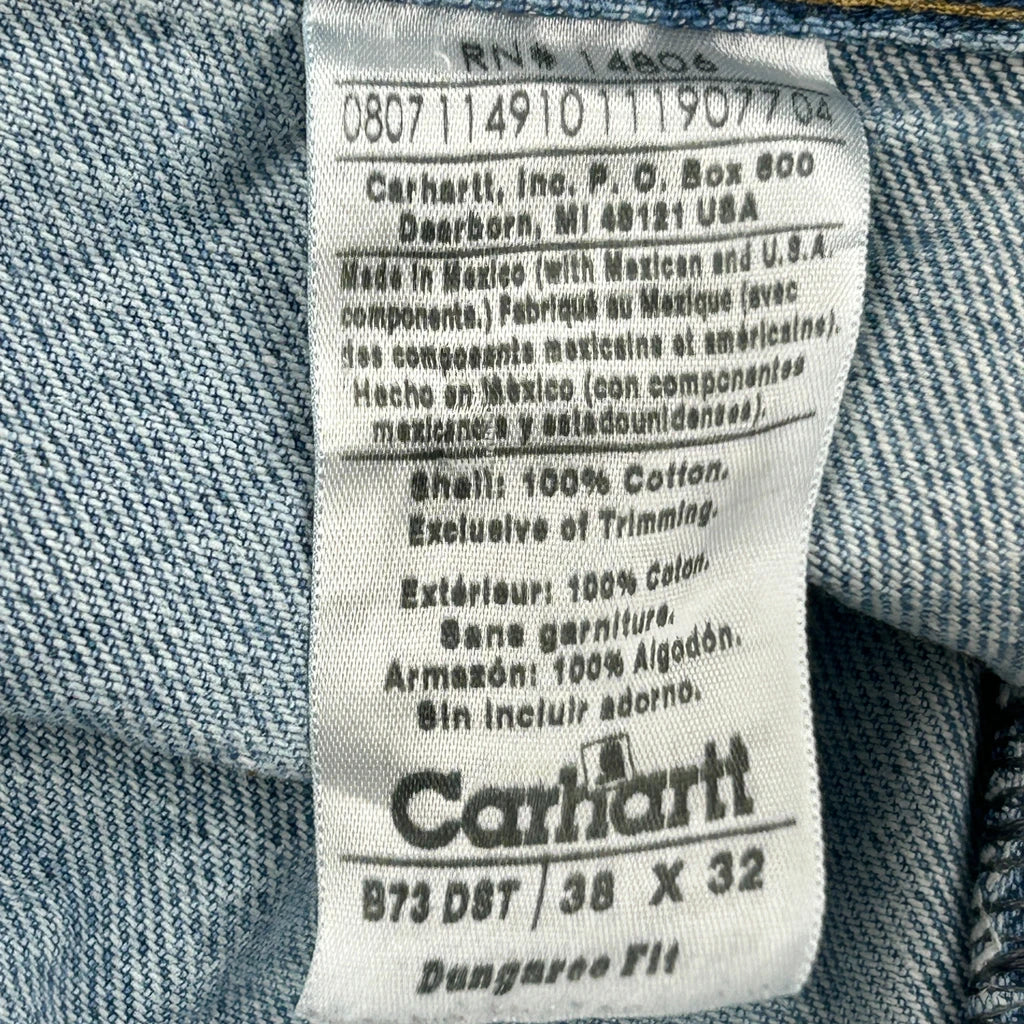 RN# 14806
0807114910111907704
Carhartt, Inc. P. O. Box 600
Dearborn, MI 48121 USA
Made in Mexico (with Mexican and U.S.A.
components.) Fabriqué au Mexique (avec
des composants mexicains et américains).
Hecho en México (con componentes
mexicanos y estadounidenses).
Shell: 100% Cotton.
Exclusive of Trimming.
Extérieur: 100% Coton.
Sans garniture.
Armazón: 100% Algodón.
Sin incluir adorno.
Carhartt
B73 DST / 38 X 32
Dungaree Fit